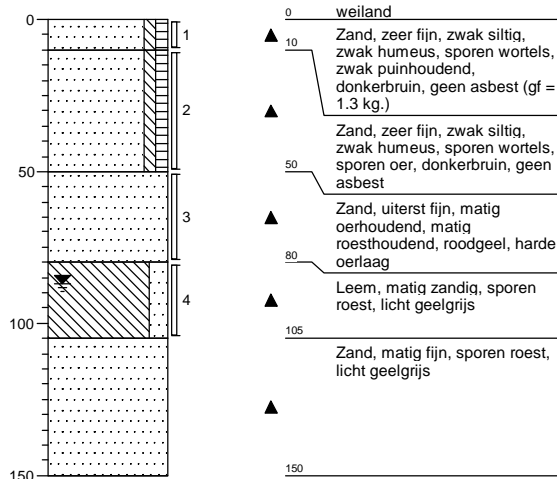 0
50
100
150
1
2
3
4
0
weiland
Zand, zeer fijn, zwak siltig,
10
zwak humeus, sporen wortels,
zwak puinhoudend,
donkerbruin, geen asbest (gf =
1.3 kg.)
Zand, zeer fijn, zwak siltig,
zwak humeus, sporen wortels,
50
sporen oer, donkerbruin, geen
asbest
Zand, uiterst fijn, matig
oerhoudend, matig
roesthoudend, roodgeel, harde
80
oerlaag
Leem, matig zandig, sporen
roest, licht geelgrijs
105
Zand, matig fijn, sporen roest,
licht geelgrijs
150